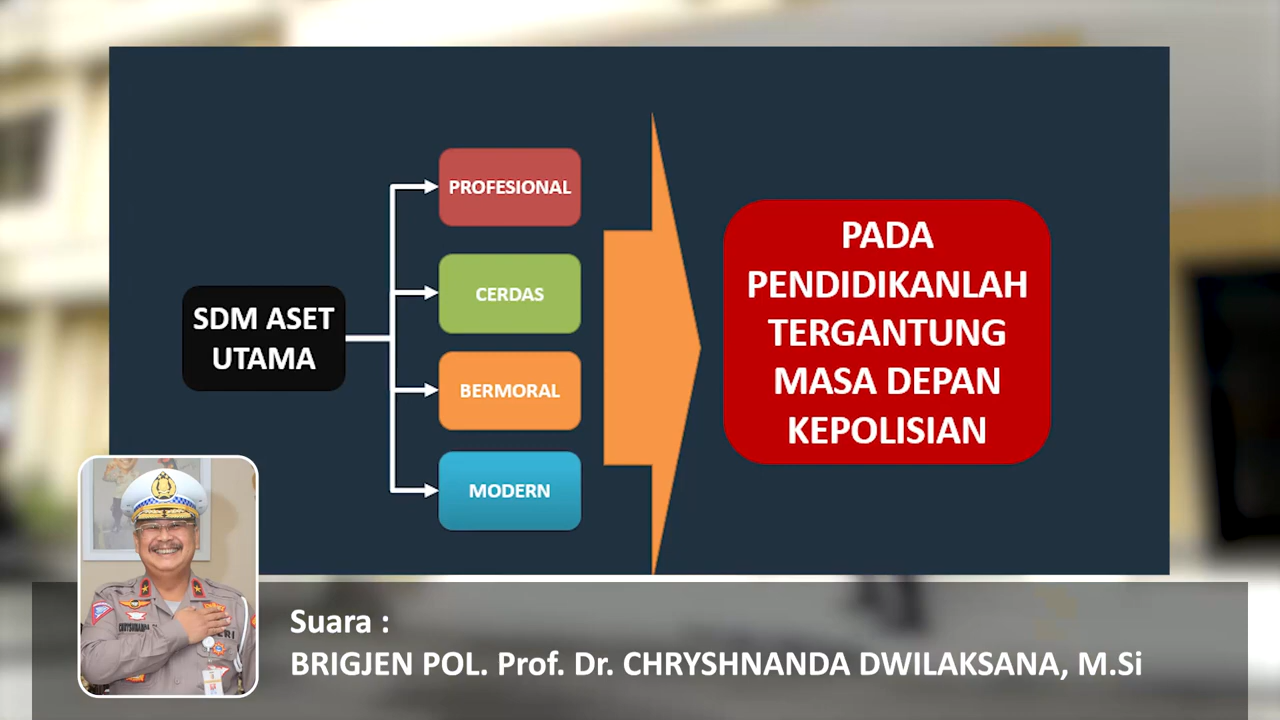 SDM ASET
UTAMA
PROFESIONAL
CERDAS
BERMORAL
MODERN
PADA
PENDIDIKANLAH
TERGANTUNG
MASA DEPAN
KEPOLISIAN
Suara :
BRIGJEN POL. Prof. Dr. CHRYSHNANDA DWILAKSANA, M.Si